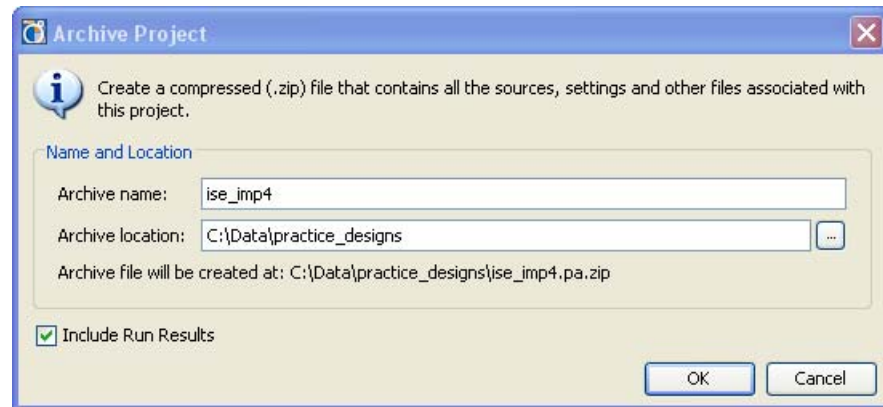 Archive Project
Create a compressed (.zip) file that contains all the sources, settings and other files associated with
this project.
Name and Location
Archive name: ise_imp4
Archive location: C:\Data\practice_designs ...
Archive file will be created at: C:\Data\practice_designs\ise_imp4.pa.zip
Include Run Results
OK Cancel